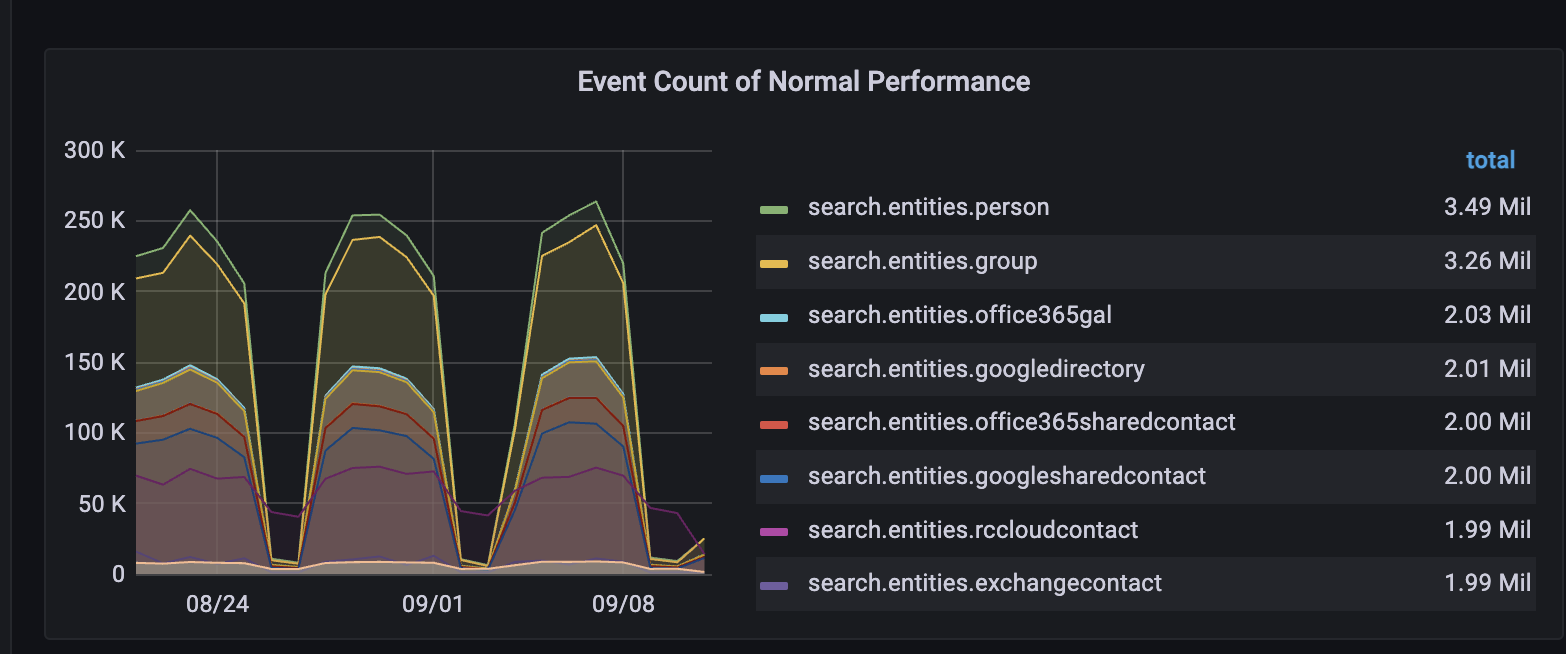 Event Count of Normal Performance
300 K
250 K
200 K
150 K
100 K
50 K
0
08/24 09/01 09/08
total
search.entities.person 3.49 Mil
search.entities.group 3.26 Mil
search.entities.office365gal 2.03 Mil
search.entities.googledirectory 2.01 Mil
search.entities.office365sharedcontact 2.00 Mil
search.entities.googlesharedcontact 2.00 Mil
search.entities.rccloudcontact 1.99 Mil
search.entities.exchangecontact 1.99 Mil